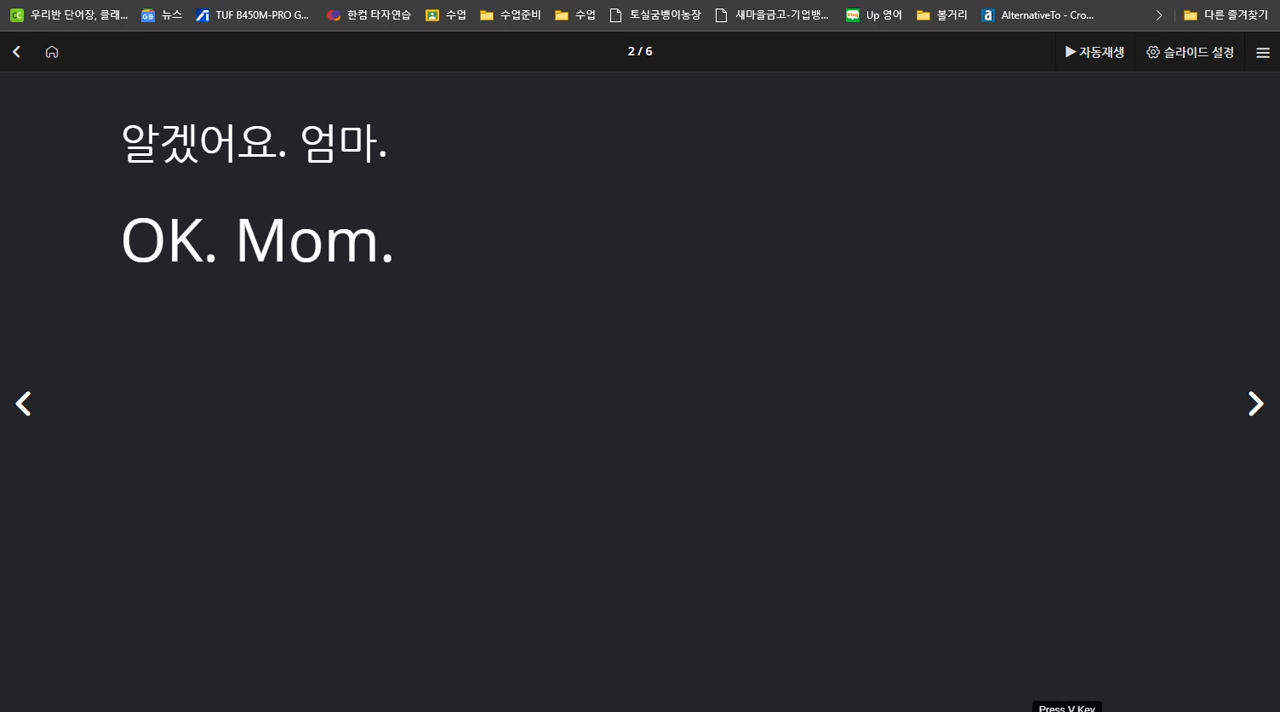 우리반 단어장, 클래... 뉴스 TUF B450M-PRO G... 한컴 타자연습 수업 수업준비 수업 토실굼벵이농장 새마을금고-기업뱅... Up 영어 볼거리 AlternativeTo - Cro... 다른 즐겨찾기
2 / 6 자동재생 슬라이드 설정
알겠어요. 엄마.
OK. Mom.
Press V Key